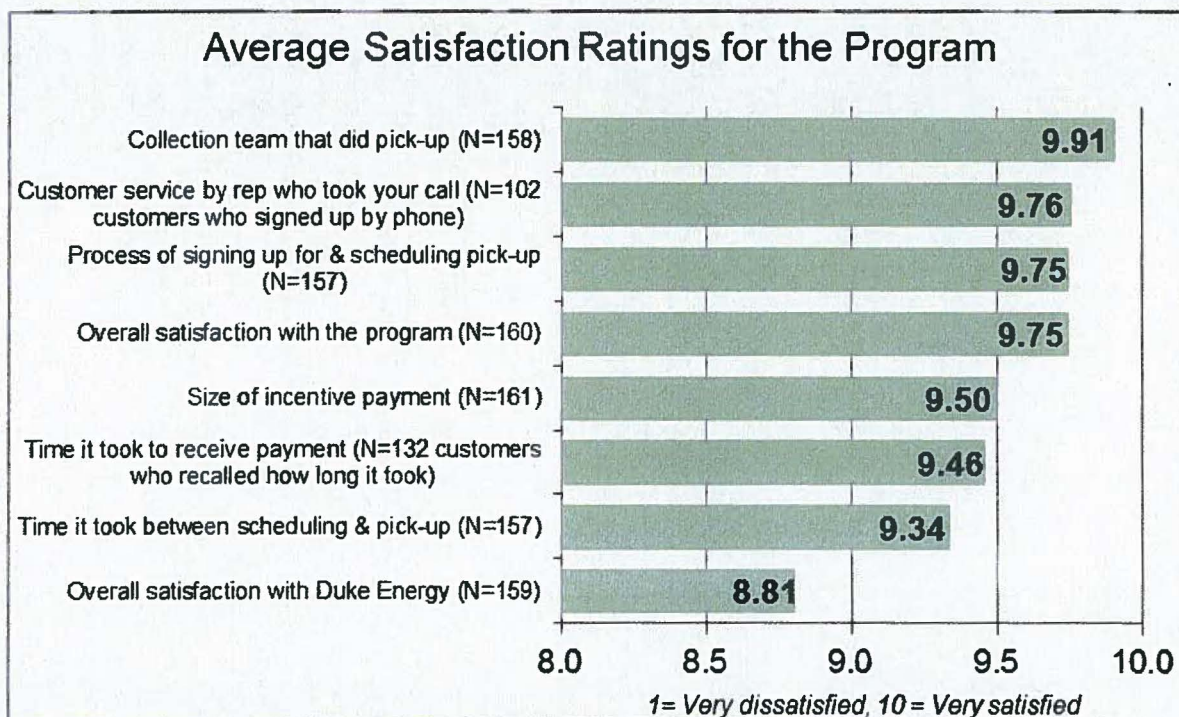 Average Satisfaction Ratings for the Program
Collection team that did pick-up (N=158)
9.91
Customer service by rep who took your call (N=102
customers who signed up by phone)
9.76
Process of signing up for & scheduling pick-up
(N=157)
9.75
Overall satisfaction with the program (N=160)
9.75
Size of incentive payment (N=161)
9.50
Time it took to receive payment (N=132 customers
who recalled how long it took)
9.46
Time it took between scheduling & pick-up (N=157)
9.34
Overall satisfaction with Duke Energy (N=159)
8.81
8.0 8.5 9.0 9.5 10.0
1= Very dissatisfied, 10 = Very satisfied